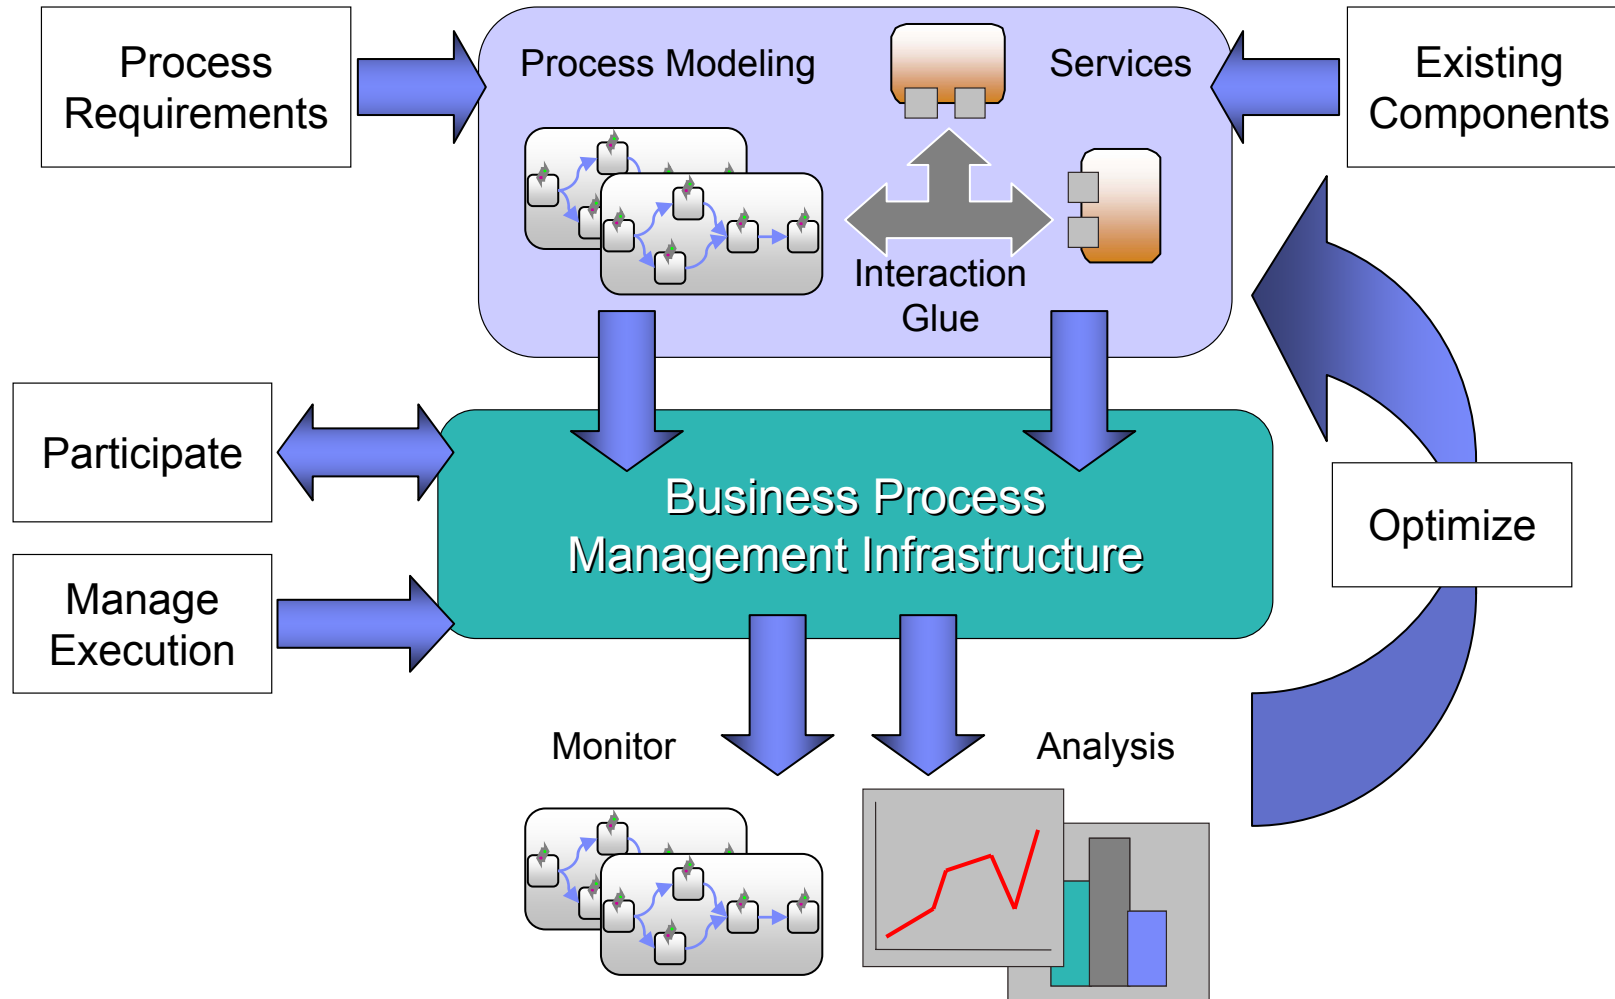 Process
Requirements
Process Modeling
Services
Existing
Components
Interaction
Glue
Participate
Business Process
Management Infrastructure
Optimize
Manage
Execution
Monitor
Analysis